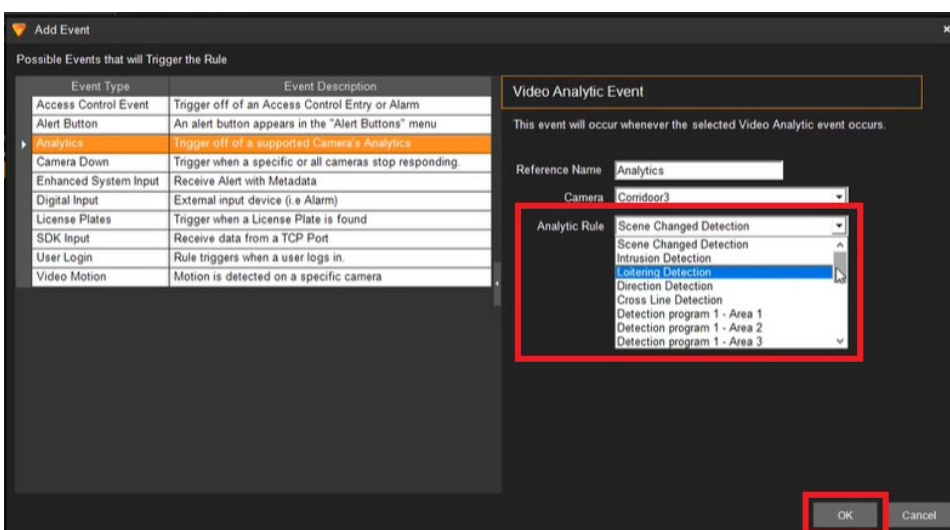 Add Event
Possible Events that will Trigger the Rule
Event Type Event Description
Access Control Event Trigger off of an Access Control Entry or Alarm
Alert Button An alert button appears in the "Alert Buttons" menu
Analytics Trigger off of a supported Camera's Analytics
Camera Down Trigger when a specific or all cameras stop responding.
Enhanced System Input Receive Alert with Metadata
Digital Input External input device (i.e Alarm)
License Plates Trigger when a License Plate is found
SDK Input Receive data from a TCP Port
User Login Rule triggers when a user logs in.
Video Motion Motion is detected on a specific camera
Video Analytic Event
This event will occur whenever the selected Video Analytic event occurs.
Reference Name Analytics
Camera Corridoor3
Analytic Rule Scene Changed Detection
Scene Changed Detection
Intrusion Detection
Loitering Detection
Direction Detection
Cross Line Detection
Detection program 1 - Area 1
Detection program 1 - Area 2
Detection program 1 - Area 3
OK Cancel